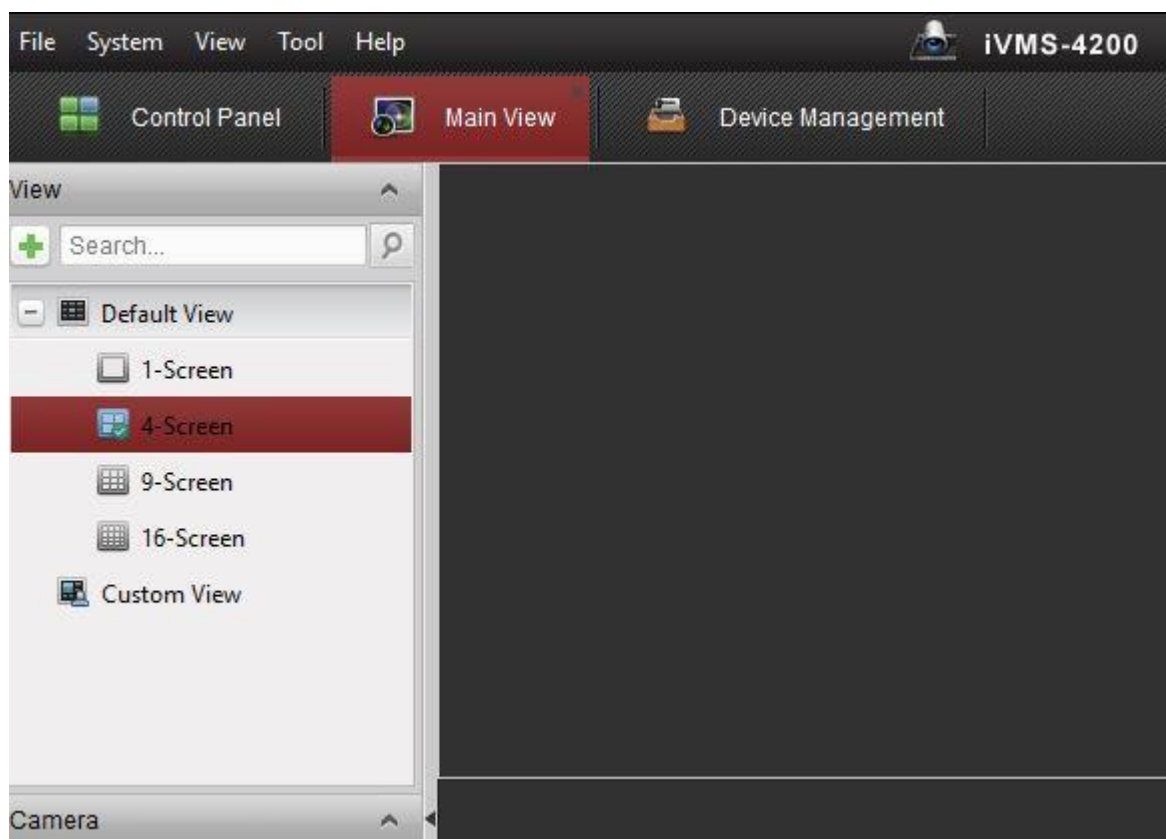 File System View Tool Help iVMS-4200
Control Panel Main View Device Management
View
Search...
Default View
1-Screen
4-Screen
9-Screen
16-Screen
Custom View
Camera